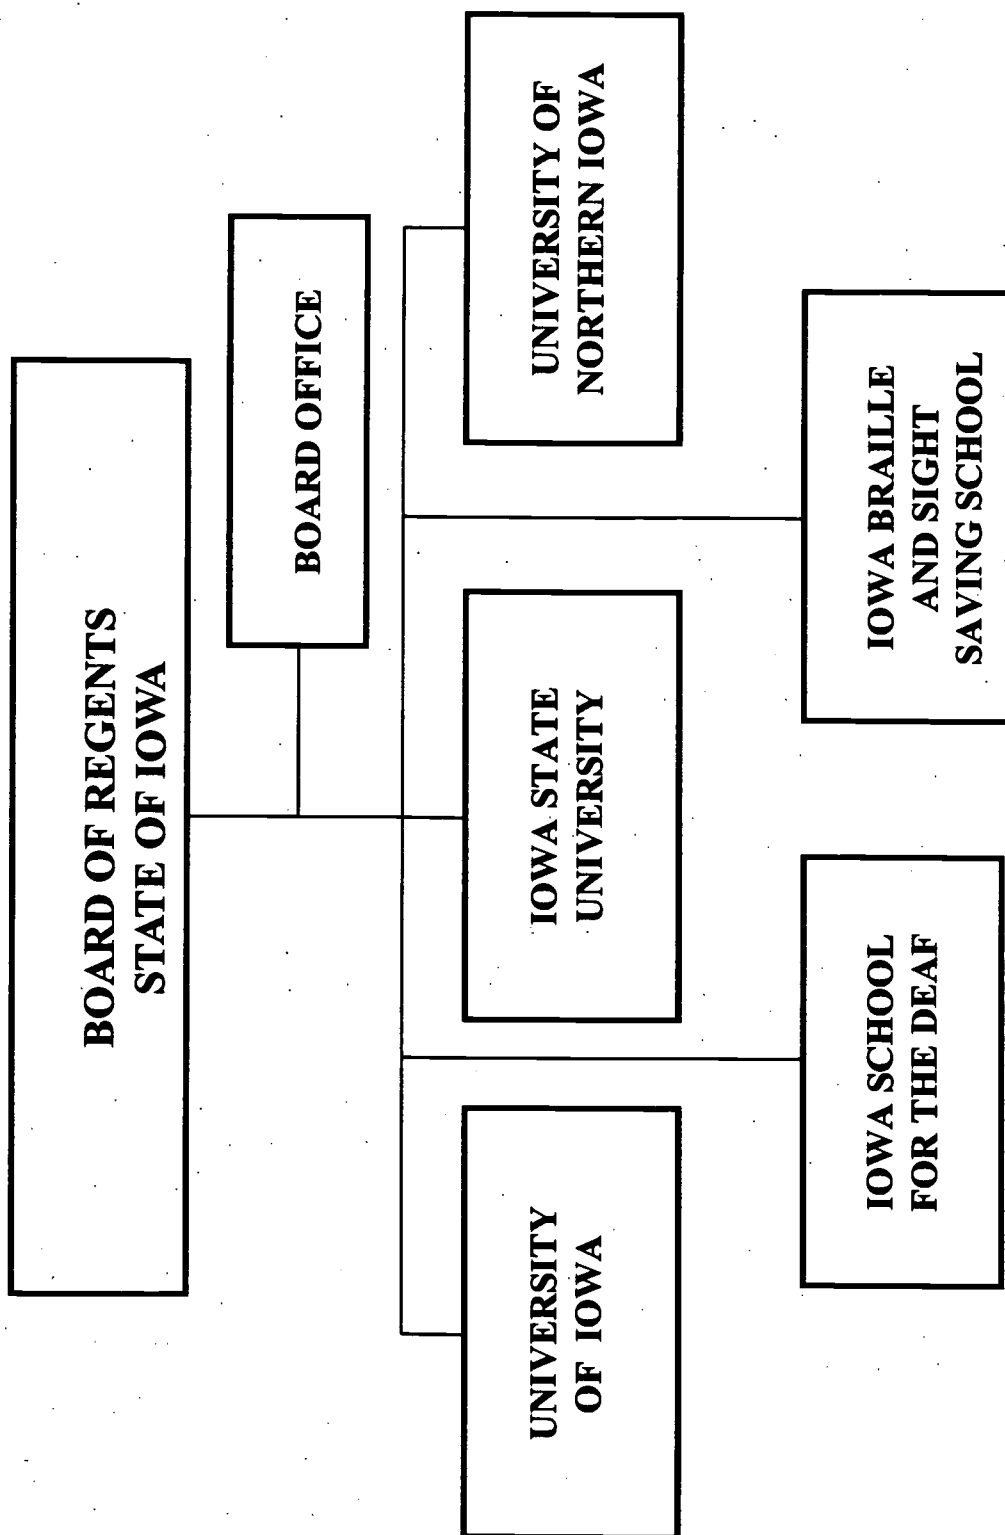 BOARD OF REGENTS
STATE OF IOWA
BOARD OFFICE
UNIVERSITY
OF IOWA
IOWA STATE
UNIVERSITY
UNIVERSITY OF
NORTHERN IOWA
IOWA SCHOOL
FOR THE DEAF
IOWA BRAILLE
AND SIGHT
SAVING SCHOOL